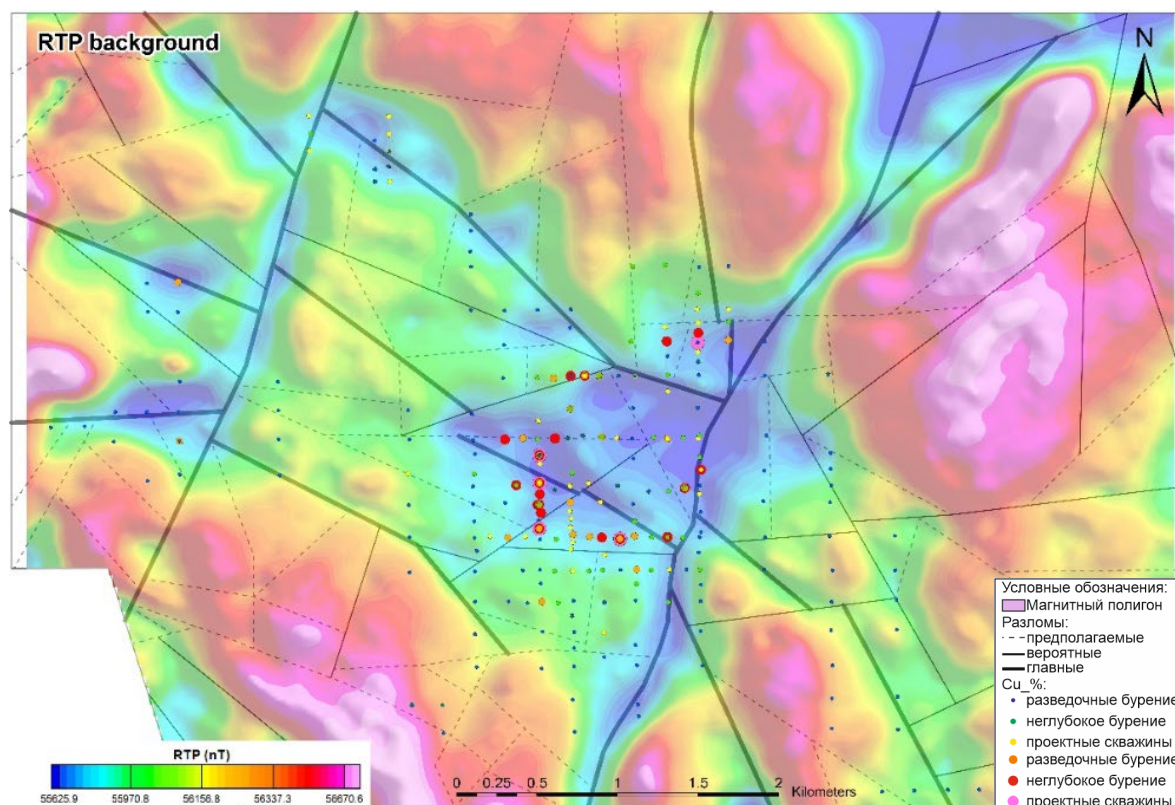 RTP background
N
Условные обозначения:
Магнитный полигон
Разломы:
предполагаемые
вероятные
главные
Cu_%:
разведочные бурение
неглубокое бурение
проектные скважины
разведочные бурение
неглубокое бурение
проектные скважины
RTP (nT)
55625.9 55970.8 56156.8 56337.3 56670.6
0 0.25 0.5 1 1.5 2
Kilometers